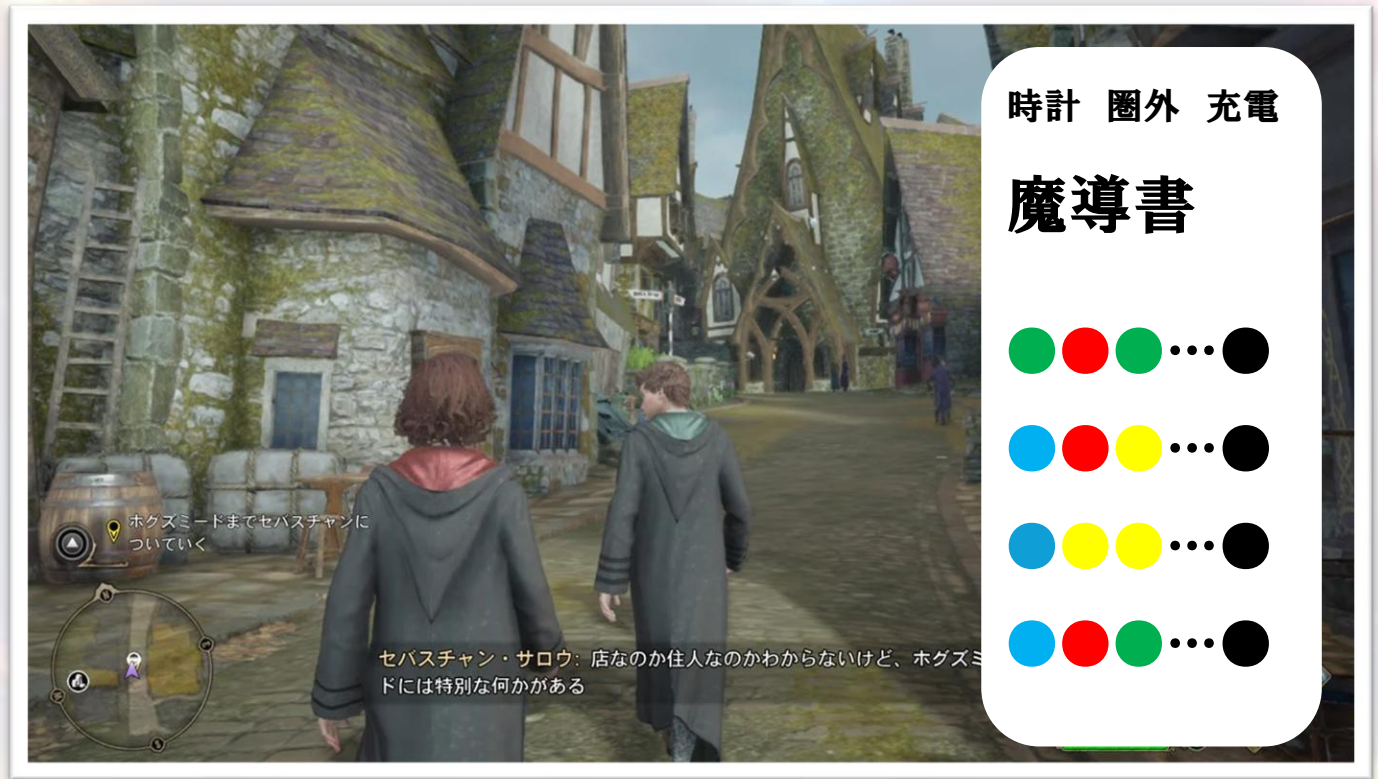 時計 圏外 充電
魔導書
ホグズミードまでセバスチャンに
ついていく
セバスチャン・サロウ: 店なのか住人なのかわからないけど、ホグズミ
ドには特別な何かがある